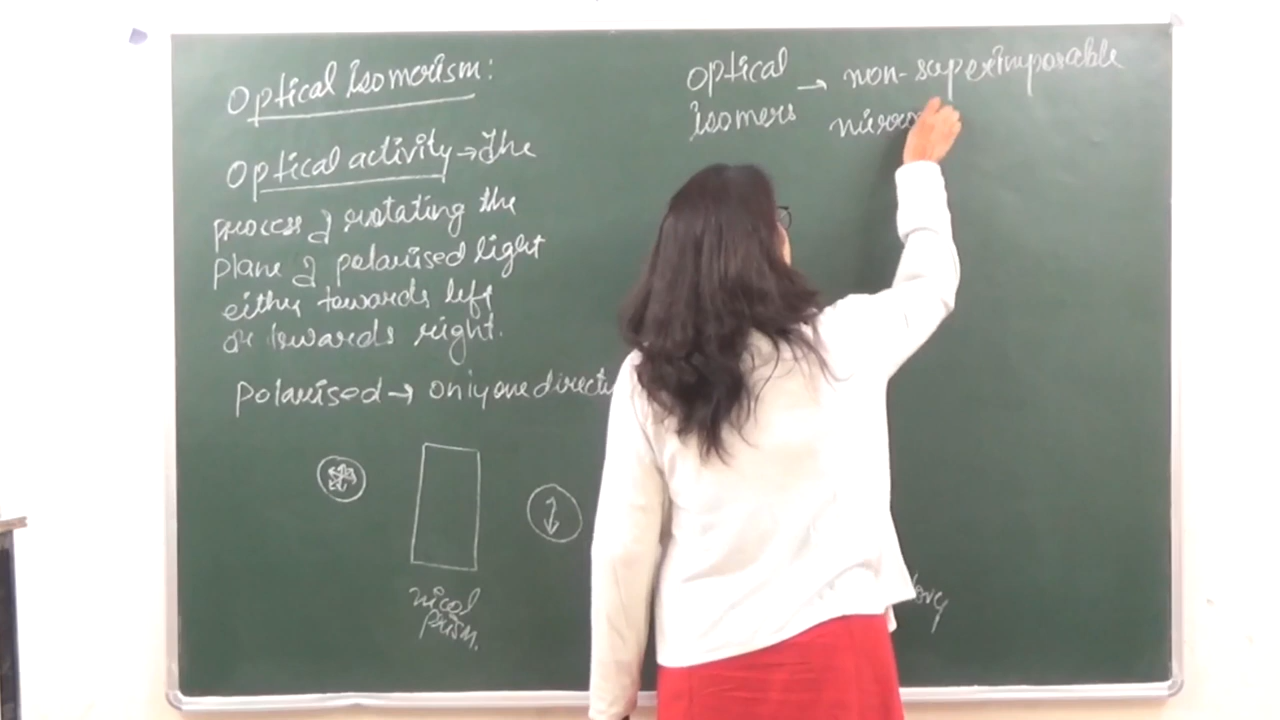 Optical isomerism:
Optical activity → The
process of rotating the
plane of polarised light
either towards left
or towards right.
polarised → only one directi
nicol
prism.
optical
isomers → non-superimposable
mirro